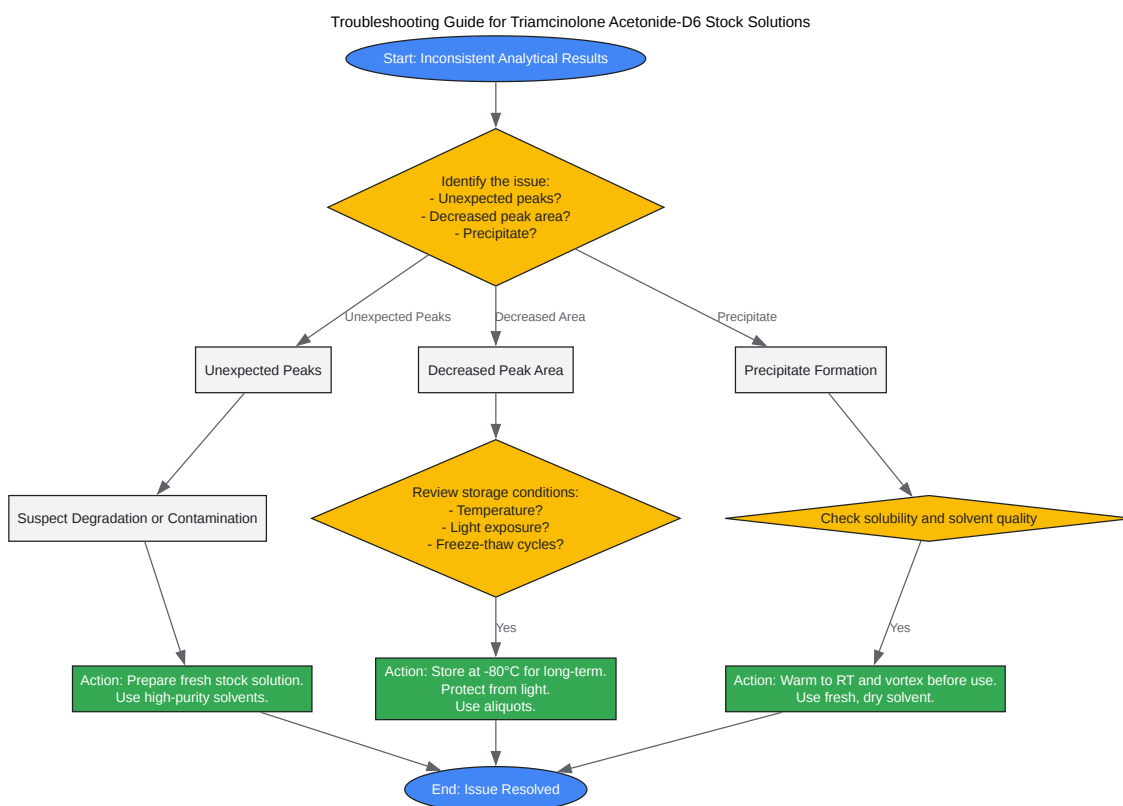 Troubleshooting Guide for Triamcinolone Acetonide-D6 Stock Solutions
Start: Inconsistent Analytical Results
Identify the issue:
- Unexpected peaks?
- Decreased peak area?
- Precipitate?
Unexpected Peaks
Decreased Area
Precipitate
Unexpected Peaks
Decreased Peak Area
Precipitate Formation
Suspect Degradation or Contamination
Review storage conditions:
- Temperature?
- Light exposure?
- Freeze-thaw cycles?
Check solubility and solvent quality
Yes
Yes
Action: Prepare fresh stock solution.
Use high-purity solvents.
Action: Store at -80°C for long-term.
Protect from light.
Use aliquots.
Action: Warm to RT and vortex before use.
Use fresh, dry solvent.
End: Issue Resolved